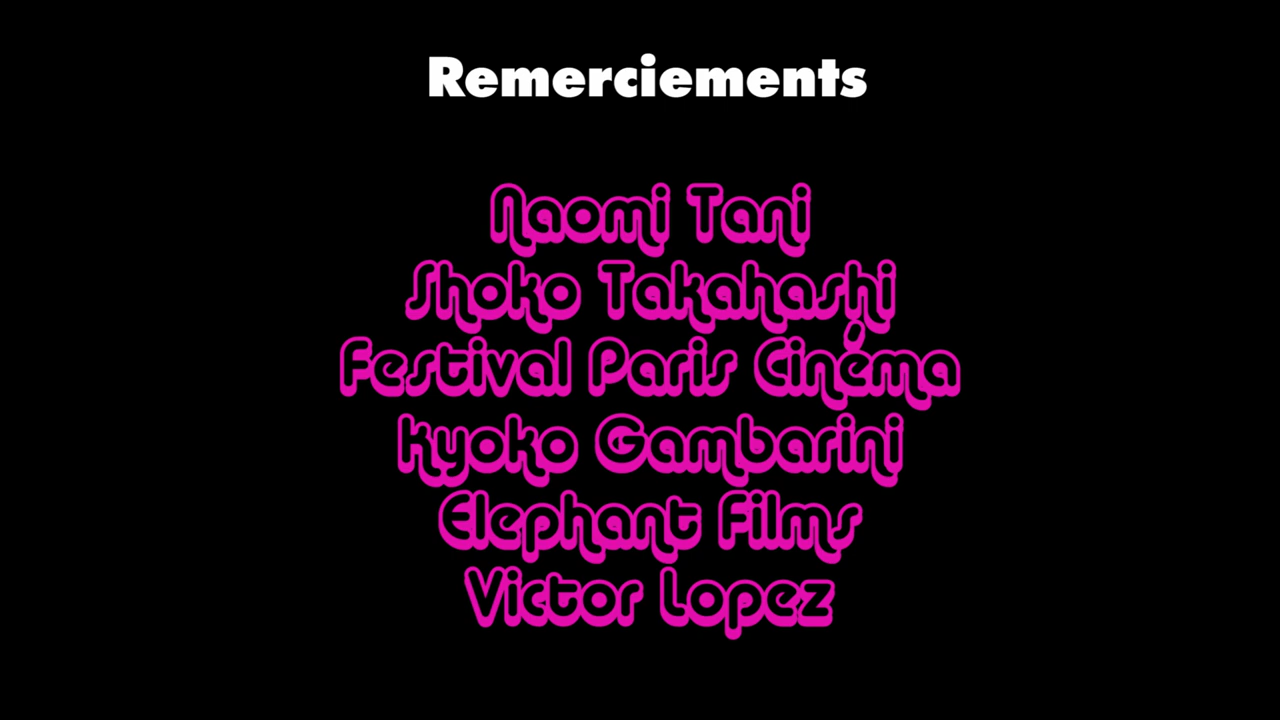 Remerciements
Naomi Tani
Shoko Takahashi
Festival Paris Cinéma
Kyoko Gambarini
Elephant Films
Victor Lopez